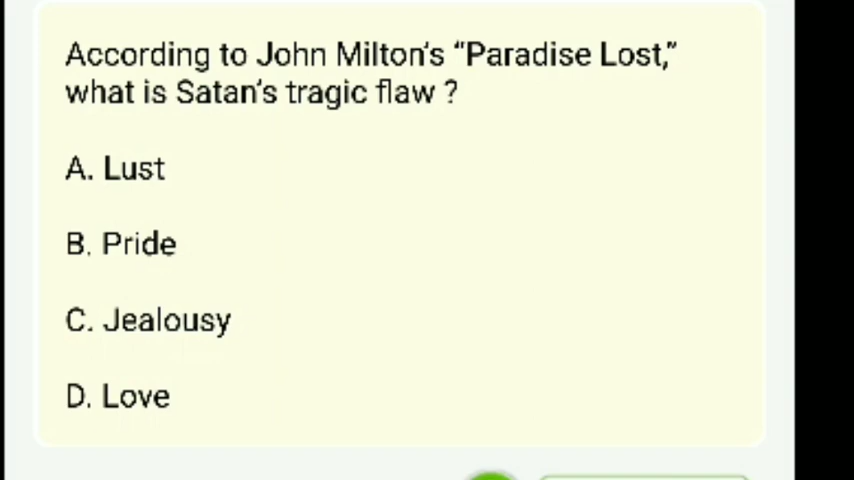 According to John Milton's “Paradise Lost,”
what is Satan's tragic flaw ?
A. Lust
B. Pride
C. Jealousy
D. Love